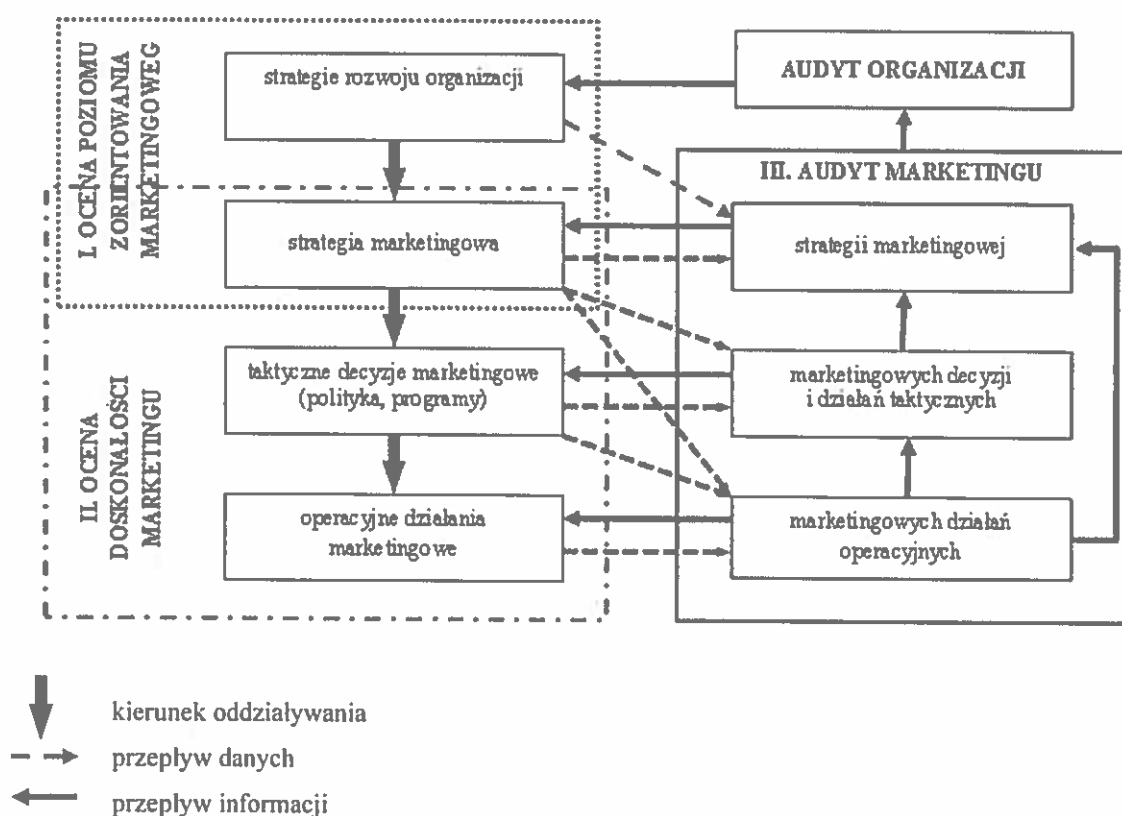 I. OCENA POZIOMU
ZORIENTOWANIA
MARKETINGOWEG
strategie rozwoju organizacji
AUDYT ORGANIZACJI
III. AUDYT MARKETINGU
strategia marketingowa
strategii marketingowej
II. OCENA
DOSKONAŁOŚCI
MARKETINGU
taktyczne decyzje marketingowe
(polityka, programy)
marketingowych decyzji
i działań taktycznych
operacyjne działania
marketingowe
marketingowych działań
operacyjnych
kierunek oddziaływania
przepływ danych
przepływ informacji